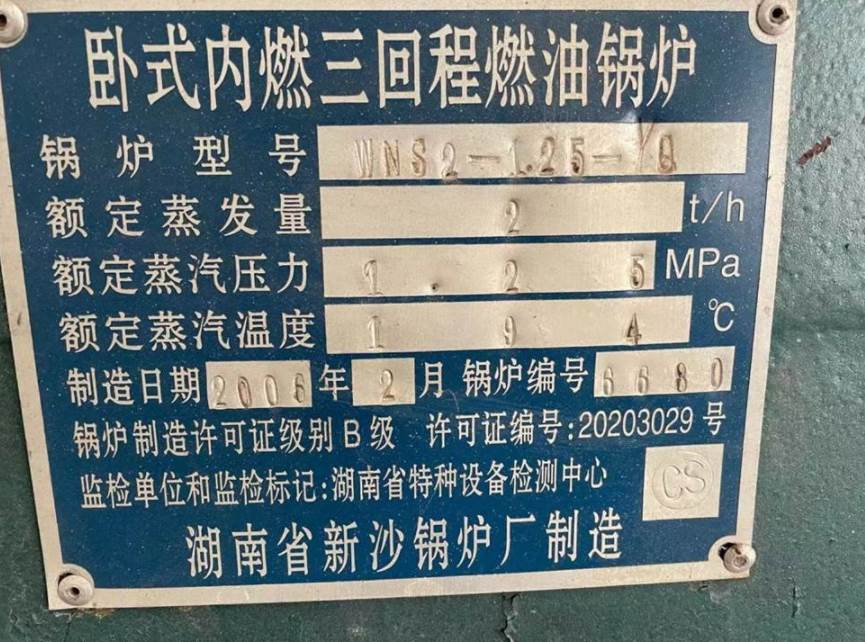 卧式内燃三回程燃油锅炉
锅炉型号 WNS2-1.25-YQ
额定蒸发量 2 t/h
额定蒸汽压力 1.25 MPa
额定蒸汽温度 194 ℃
制造日期 2006 年 2 月 锅炉编号 6680
锅炉制造许可证级别 B 级 许可证编号:20203029 号
监检单位和监检标记:湖南省特种设备检测中心 CS
湖南省新沙锅炉厂制造